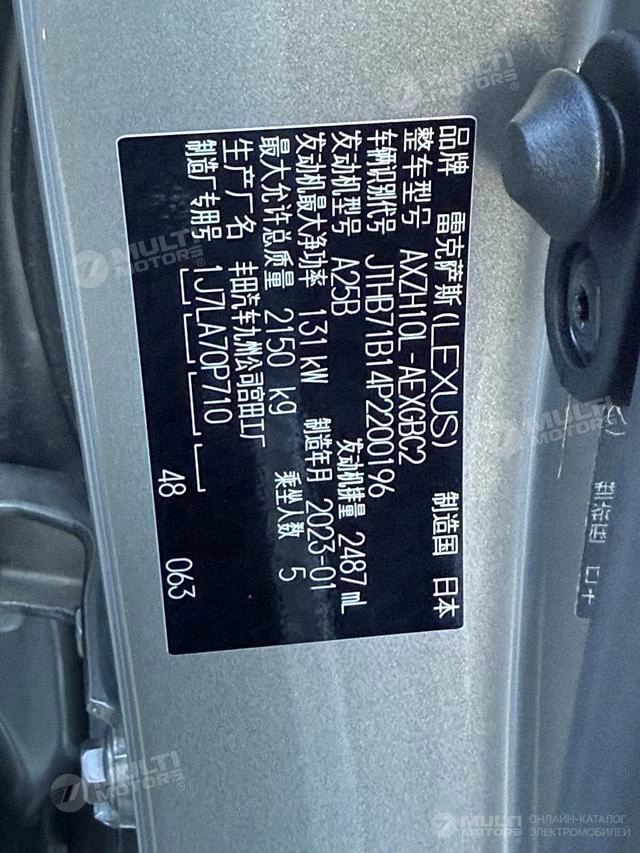 品牌 雷克萨斯(LEXUS) 制造国 日本
整车型号 AXZH10L-AEXGBC2
车辆识别代号 JTHB71B14P2200196
发动机型号 A25B 发动机排量 2487 mL
发动机最大净功率 131 kW 制造年月 2023-01
最大允许总质量 2150 kg 乘坐人数 5
生产厂名 丰田汽车九州公司宫田工厂
制造厂专用号 1J7LA70P710 48 063
MULTI MOTORS®
MULTI MOTORS®
MULTI MOTORS®
MULTI MOTORS
ОНЛАЙН-КАТАЛОГ
ЭЛЕКТРОМОБИЛЕЙ